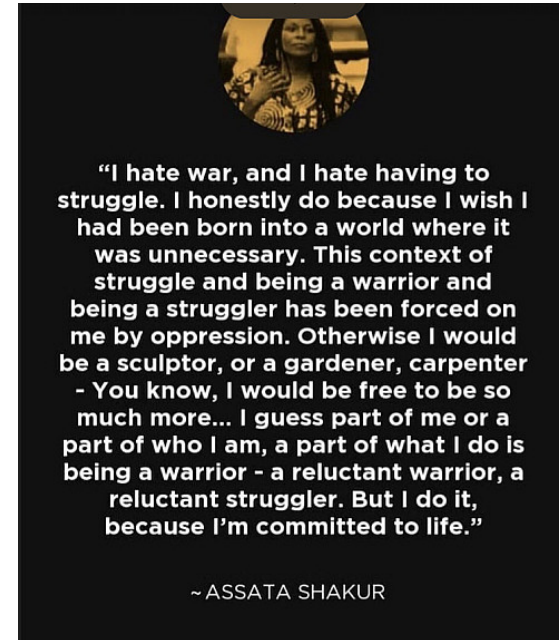 “I hate war, and I hate having to
struggle. I honestly do because I wish I
had been born into a world where it
was unnecessary. This context of
struggle and being a warrior and
being a struggler has been forced on
me by oppression. Otherwise I would
be a sculptor, or a gardener, carpenter
- You know, I would be free to be so
much more... I guess part of me or a
part of who I am, a part of what I do is
being a warrior - a reluctant warrior, a
reluctant struggler. But I do it,
because I’m committed to life.”
~ ASSATA SHAKUR